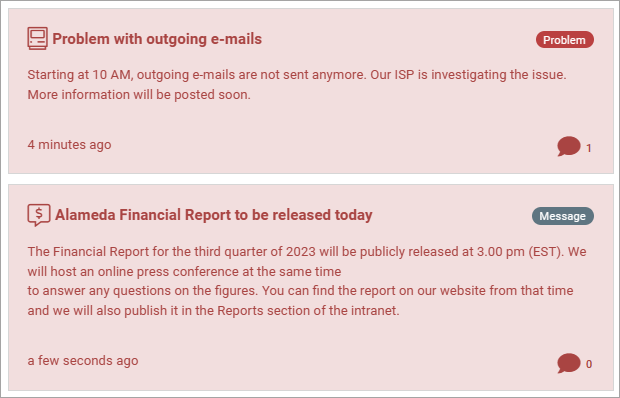 Problem with outgoing e-mails
Problem
Starting at 10 AM, outgoing e-mails are not sent anymore. Our ISP is investigating the issue.
More information will be posted soon.
4 minutes ago
1
$ Alameda Financial Report to be released today
Message
The Financial Report for the third quarter of 2023 will be publicly released at 3.00 pm (EST). We
will host an online press conference at the same time
to answer any questions on the figures. You can find the report on our website from that time
and we will also publish it in the Reports section of the intranet.
a few seconds ago
0